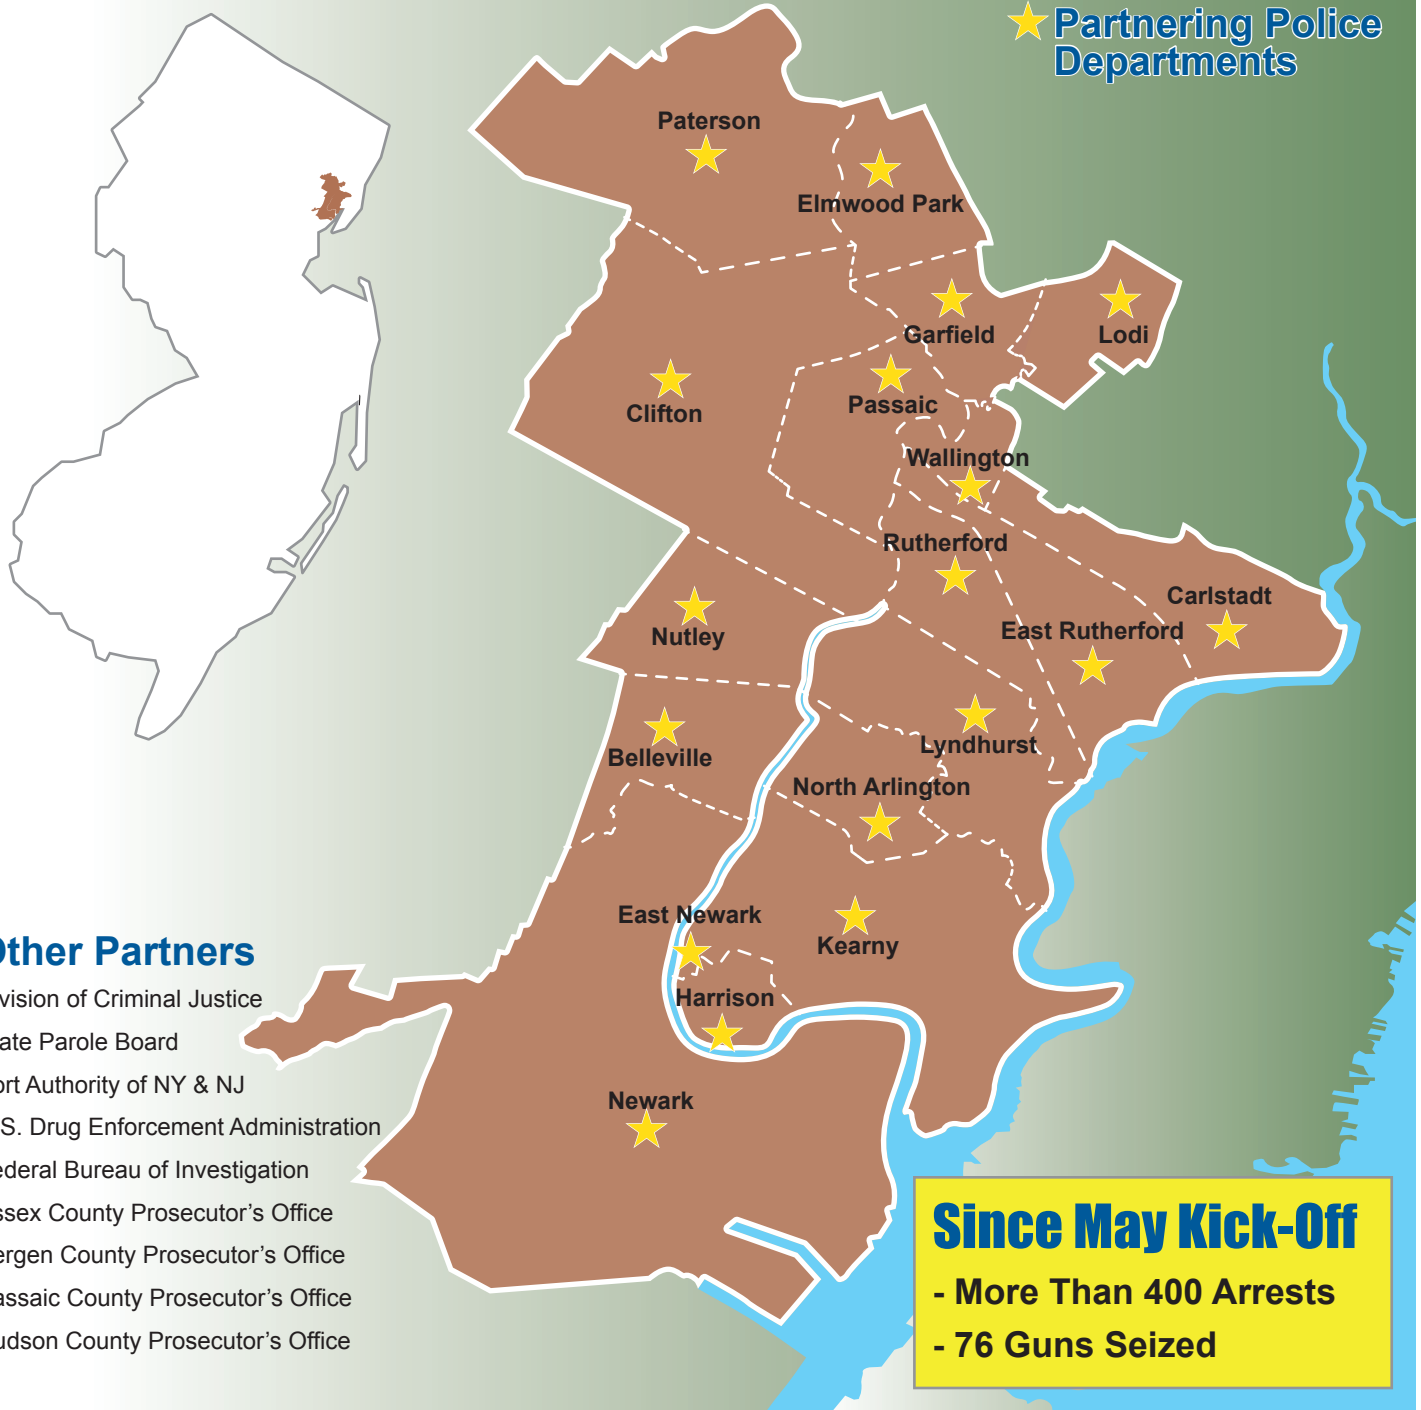 Partnering Police
Departments
Paterson
Elmwood Park
Garfield
Lodi
Clifton
Passaic
Wallington
Rutherford
Carlstadt
East Rutherford
Nutley
Lyndhurst
Belleville
North Arlington
East Newark
Kearny
Harrison
Newark
Other Partners
vision of Criminal Justice
ate Parole Board
ort Authority of NY & NJ
S. Drug Enforcement Administration
ederal Bureau of Investigation
ssex County Prosecutor's Office
ergen County Prosecutor's Office
assaic County Prosecutor's Office
udson County Prosecutor's Office
Since May Kick-Off
- More Than 400 Arrests
- 76 Guns Seized